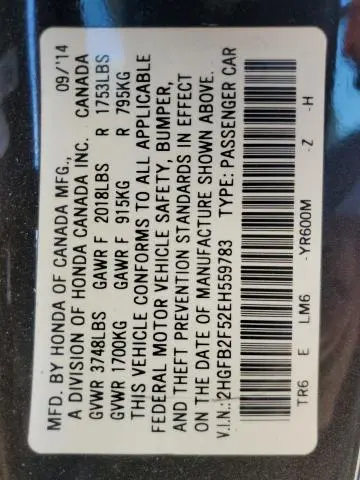 MFD. BY HONDA OF CANADA MFG., 09/'14
A DIVISION OF HONDA CANADA INC. CANADA
GVWR 3748LBS GAWR F 2018LBS R 1753LBS
GVWR 1700KG GAWR F 915KG R 795KG
THIS VEHICLE CONFORMS TO ALL APPLICABLE
FEDERAL MOTOR VEHICLE SAFETY, BUMPER,
AND THEFT PREVENTION STANDARDS IN EFFECT
ON THE DATE OF MANUFACTURE SHOWN ABOVE.
V.I.N.: 2HGFB2F52EH559783 TYPE: PASSENGER CAR
TR6 E LM6 -YR600M -Z -H